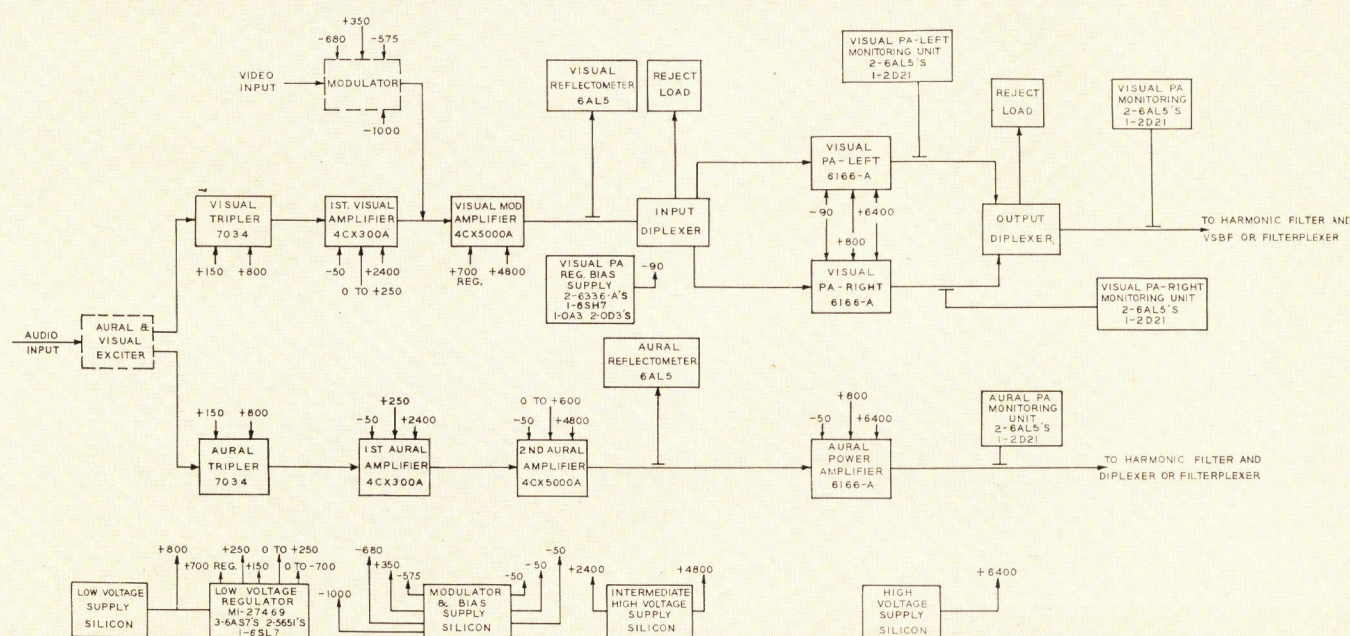 +350
-680
-575
VIDEO
INPUT
MODULATOR
-1000
VISUAL
REFLECTOMETER
6AL5
REJECT
LOAD
VISUAL PA-LEFT
MONITORING UNIT
2-6AL5'S
1-2D21
REJECT
LOAD
VISUAL PA
MONITORING
2-6AL5'S
1-2D21
VISUAL
TRIPLER
7034
+150
+800
1ST. VISUAL
AMPLIFIER
4CX300A
-50
+2400
0 TO +250
VISUAL MOD
AMPLIFIER
4CX5000A
+700
REG.
+4800
INPUT
DIPLEXER
VISUAL
PA-LEFT
6166-A
-90
+6400
+800
VISUAL
PA-RIGHT
6166-A
OUTPUT
DIPLEXER
TO HARMONIC FILTER AND
VSBF OR FILTERPLEXER
VISUAL PA
REG. BIAS
SUPPLY
2-6336-A'S
1-6SH7
1-0A3 2-0D3'S
-90
VISUAL PA-RIGHT
MONITORING UNIT
2-6AL5'S
1-2D21
AUDIO
INPUT
AURAL &
VISUAL
EXCITER
AURAL
REFLECTOMETER
6AL5
+150
+800
AURAL
TRIPLER
7034
+250
-50
+2400
1ST AURAL
AMPLIFIER
4CX300A
0 TO +600
-50
+4800
2ND AURAL
AMPLIFIER
4CX5000A
+800
-50
+6400
AURAL
POWER
AMPLIFIER
6166-A
AURAL PA
MONITORING
UNIT
2-6AL5'S
1-2D21
TO HARMONIC FILTER AND
DIPLEXER OR FILTERPLEXER
LOW VOLTAGE
SUPPLY
SILICON
+800
+700
REG.
+250
+150
0 TO +250
0 TO -700
LOW VOLTAGE
REGULATOR
MI-27469
3-6AS7'S 2-5651'S
1-6SL7
-1000
-680
+350
-575
MODULATOR
& BIAS
SUPPLY
SILICON
-50
-50
-50
+2400
INTERMEDIATE
HIGH VOLTAGE
SUPPLY
SILICON
+4800
HIGH
VOLTAGE
SUPPLY
SILICON
+6400